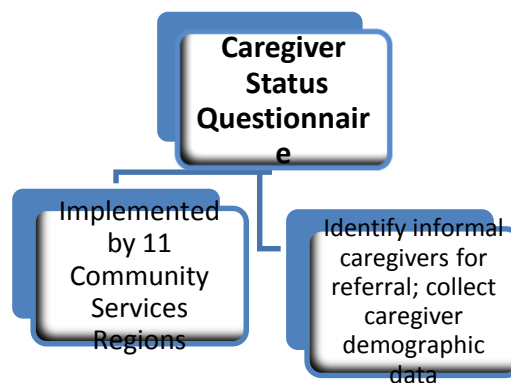 Caregiver
Status
Questionnair
e
Implemented
by 11
Community
Services
Regions
Identify informal
caregivers for
referral; collect
caregiver
demographic
data